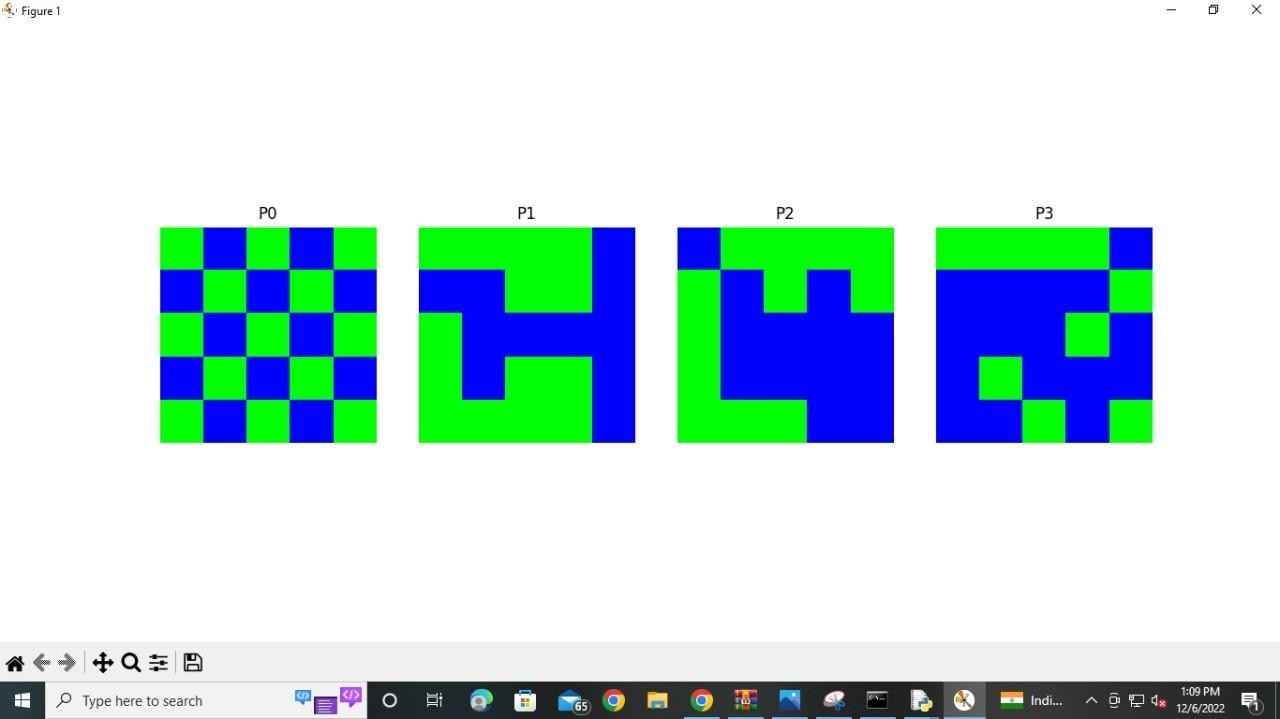 Figure 1
P0
P1
P2
P3
Type here to search
65
Indi...
1:09 PM
12/6/2022
1